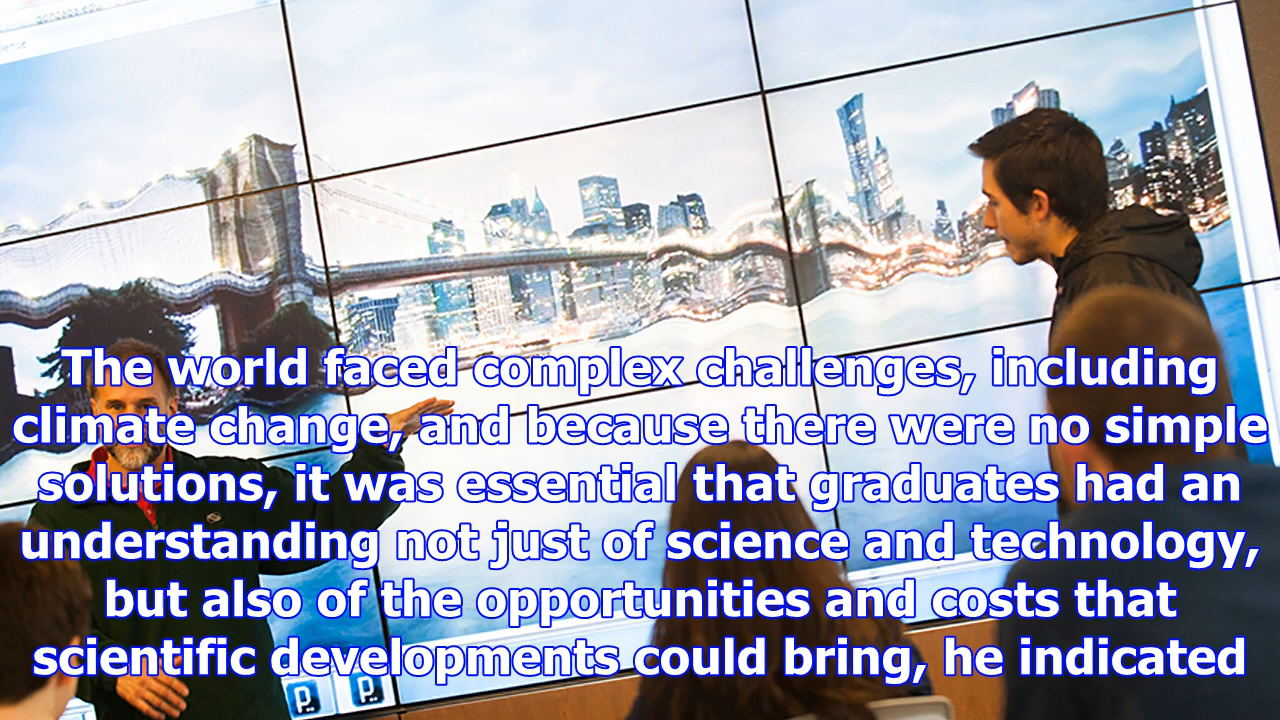 The world faced complex challenges, including
climate change, and because there were no simple
solutions, it was essential that graduates had an
understanding not just of science and technology,
but also of the opportunities and costs that
scientific developments could bring, he indicated